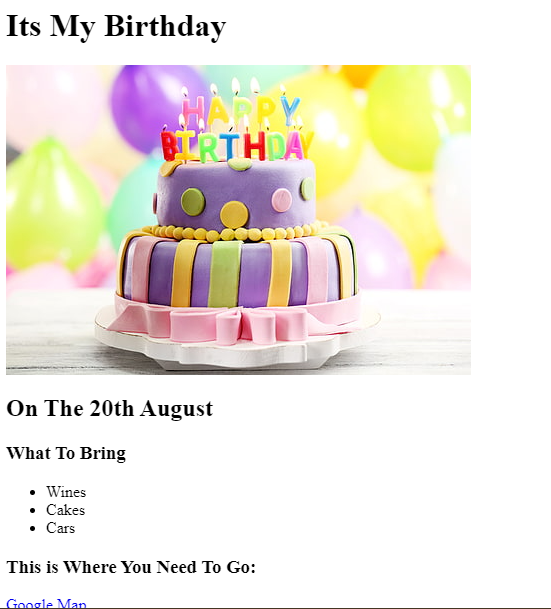 Its My Birthday
HAPPY
BIRTHDAY
On The 20th August
What To Bring
Wines
Cakes
Cars
This is Where You Need To Go:
Google Map